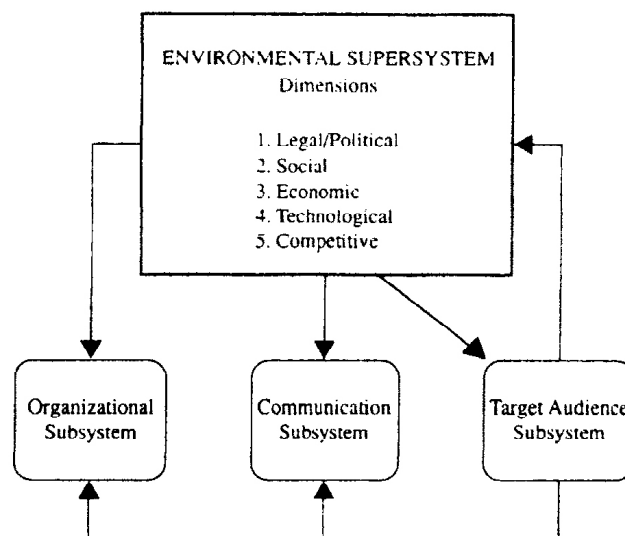 ENVIRONMENTAL SUPERSYSTEM
Dimensions
1. Legal/Political
2. Social
3. Economic
4. Technological
5. Competitive
Organizational
Subsystem
Communication
Subsystem
Target Audience
Subsystem